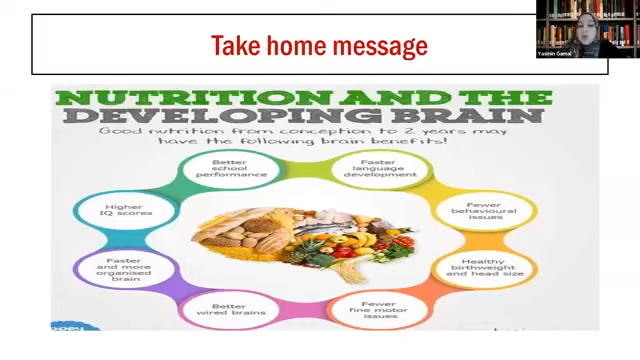 Take home message
Yasmin Gamal
NUTRITION AND THE
DEVELOPING BRAIN
Good nutrition from conception to 2 years may
have the following brain benefits!
Better
school
performance
Faster
language
development
Fewer
behavioural
issues
Healthy
birthweight
and head size
Fewer
fine motor
issues
Better
wired brains
Faster
and more
organised
brain
Higher
IQ scores